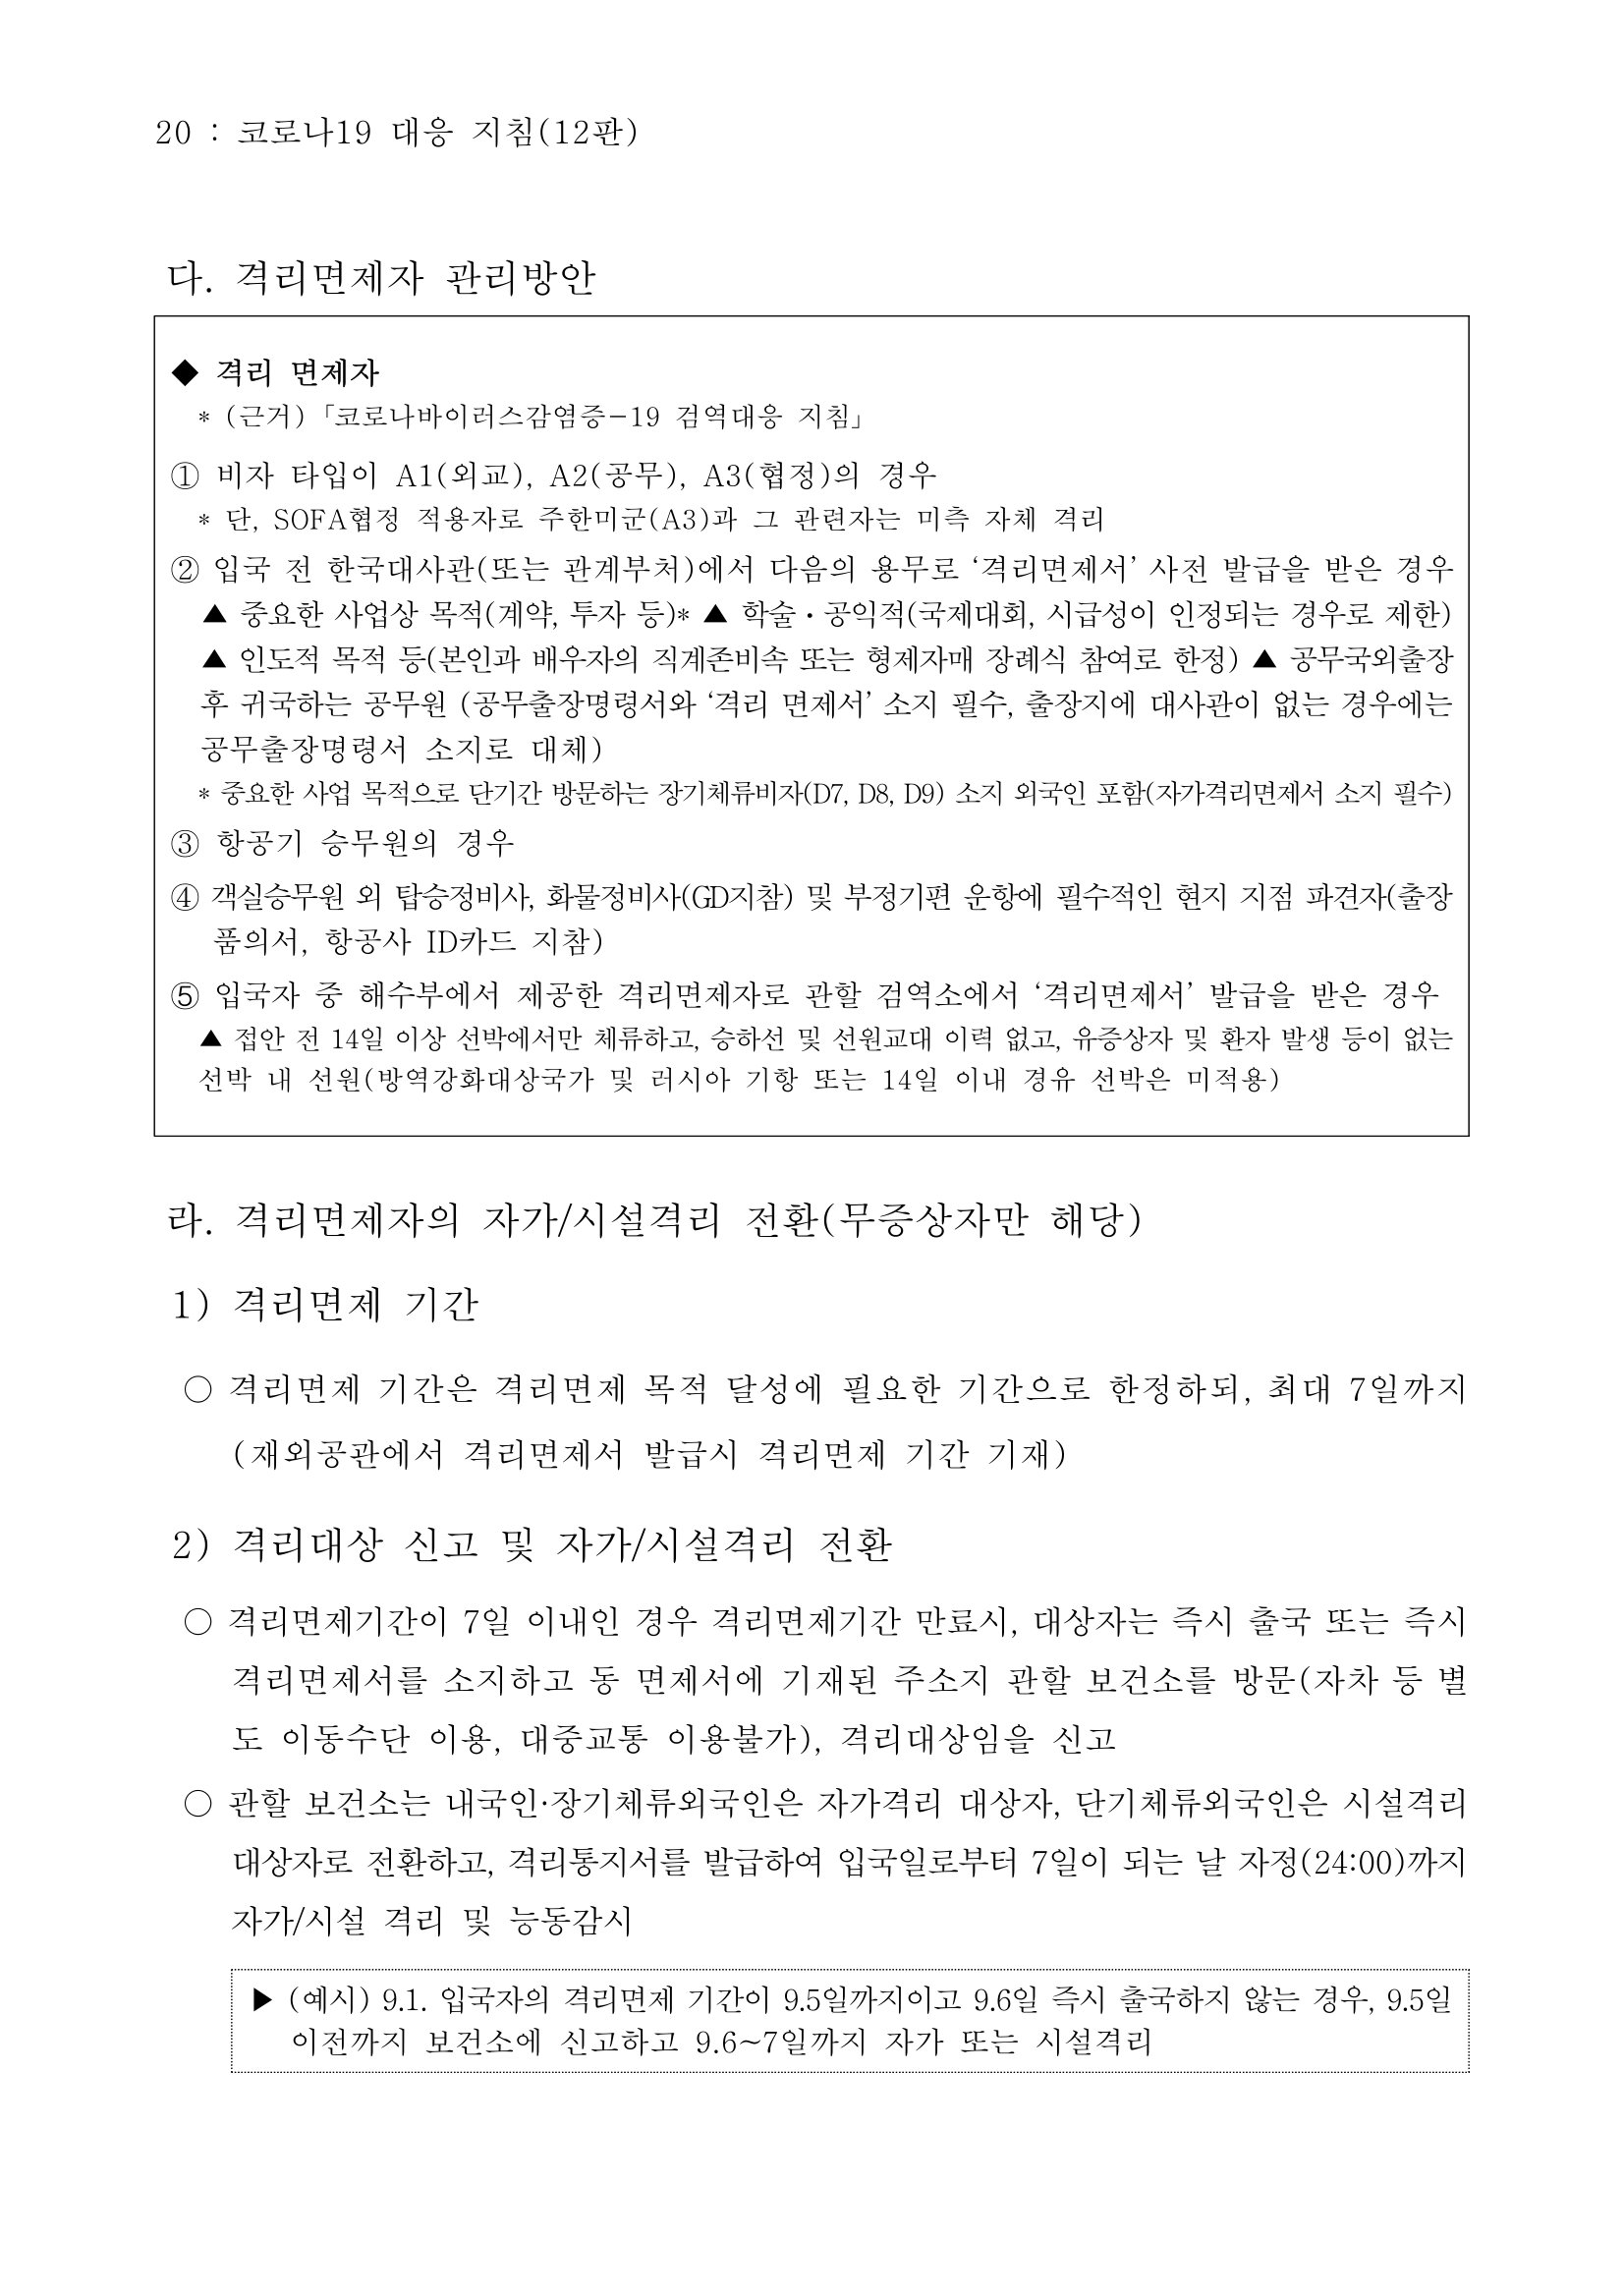 20 : 코로나19 대응 지침(12판)
다. 격리면제자 관리방안
◆ 격리 면제자
* (근거)「코로나바이러스감염증-19 검역대응 지침」
① 비자 타입이 A1(외교), A2(공무), A3(협정)의 경우
* 단, SOFA협정 적용자로 주한미군(A3)과 그 관련자는 미측 자체 격리
② 입국 전 한국대사관(또는 관계부처)에서 다음의 용무로 ‘격리면제서’ 사전 발급을 받은 경우
▲ 중요한 사업상 목적(계약, 투자 등)* ▲ 학술·공익적(국제대회, 시급성이 인정되는 경우로 제한)
▲ 인도적 목적 등(본인과 배우자의 직계존비속 또는 형제자매 장례식 참여로 한정) ▲ 공무국외출장
후 귀국하는 공무원 (공무출장명령서와 ‘격리 면제서’ 소지 필수, 출장지에 대사관이 없는 경우에는
공무출장명령서 소지로 대체)
* 중요한 사업 목적으로 단기간 방문하는 장기체류비자(D7, D8, D9) 소지 외국인 포함(자가격리면제서 소지 필수)
③ 항공기 승무원의 경우
④ 객실승무원 외 탑승정비사, 화물정비사(GD지참) 및 부정기편 운항에 필수적인 현지 지점 파견자(출장
품의서, 항공사 ID카드 지참)
⑤ 입국자 중 해수부에서 제공한 격리면제자로 관할 검역소에서 ‘격리면제서’ 발급을 받은 경우
▲ 접안 전 14일 이상 선박에서만 체류하고, 승하선 및 선원교대 이력 없고, 유증상자 및 환자 발생 등이 없는
선박 내 선원(방역강화대상국가 및 러시아 기항 또는 14일 이내 경유 선박은 미적용)
라. 격리면제자의 자가/시설격리 전환(무증상자만 해당)
1) 격리면제 기간
○ 격리면제 기간은 격리면제 목적 달성에 필요한 기간으로 한정하되, 최대 7일까지
(재외공관에서 격리면제서 발급시 격리면제 기간 기재)
2) 격리대상 신고 및 자가/시설격리 전환
○ 격리면제기간이 7일 이내인 경우 격리면제기간 만료시, 대상자는 즉시 출국 또는 즉시
격리면제서를 소지하고 동 면제서에 기재된 주소지 관할 보건소를 방문(자차 등 별
도 이동수단 이용, 대중교통 이용불가), 격리대상임을 신고
○ 관할 보건소는 내국인·장기체류외국인은 자가격리 대상자, 단기체류외국인은 시설격리
대상자로 전환하고, 격리통지서를 발급하여 입국일로부터 7일이 되는 날 자정(24:00)까지
자가/시설 격리 및 능동감시
▶ (예시) 9.1. 입국자의 격리면제 기간이 9.5일까지이고 9.6일 즉시 출국하지 않는 경우, 9.5일
이전까지 보건소에 신고하고 9.6~7일까지 자가 또는 시설격리